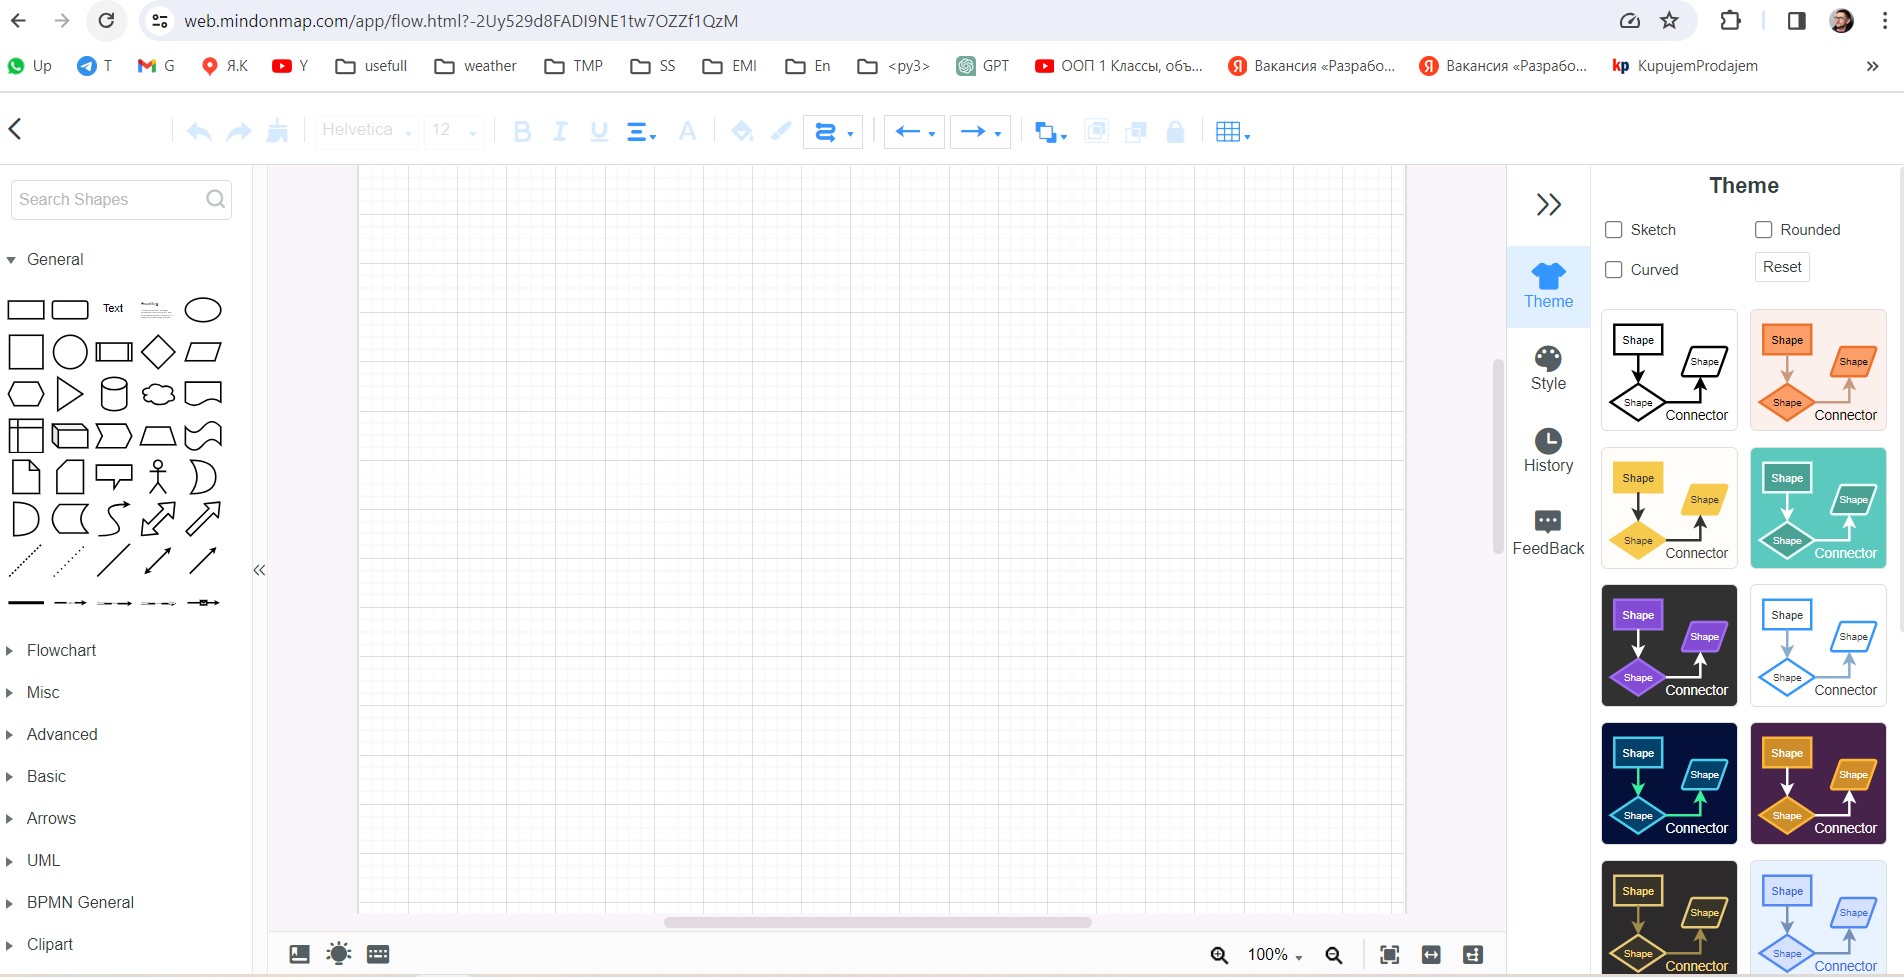 web.mindonmap.com/app/flow.html?-2Uy529d8FADI9NE1tw7OZZf1QzM
Up T G Я.К Y usefull weather TMP SS EMI En <py3> GPT ООП 1 Классы, объ... Вакансия «Разрабо... Вакансия «Разрабо... kp KupujemProdajem »
Helvetica 12 B I U A
Search Shapes
General
Text
Flowchart
Misc
Advanced
Basic
Arrows
UML
BPMN General
Clipart
100%
Theme
Style
History
FeedBack
Theme
Sketch Rounded
Curved Reset
Shape
Shape
Shape
Connector
Shape
Shape
Shape
Connector
Shape
Shape
Shape
Connector
Shape
Shape
Shape
Connector
Shape
Shape
Shape
Connector
Shape
Shape
Shape
Connector
Shape
Shape
Shape
Connector
Shape
Shape
Shape
Connector
Shape
Shape
Shape
Connector
Shape
Shape
Shape
Connector